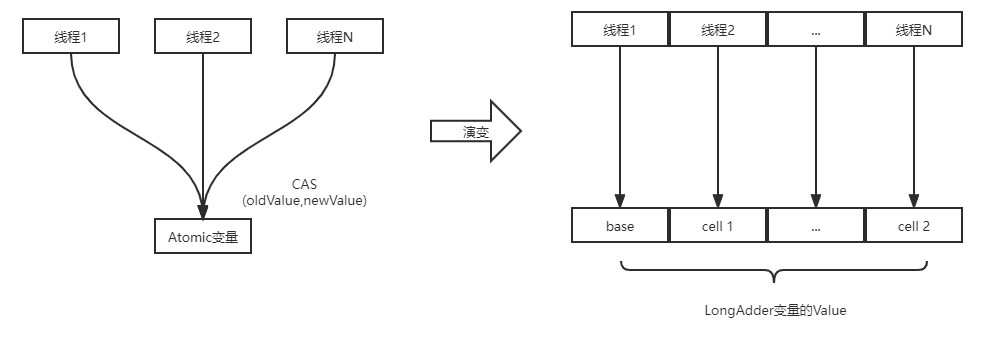 线程1
线程2
线程N
CAS
(oldValue,newValue)
Atomic变量
演变
线程1
线程2
...
线程N
base
cell 1
...
cell 2
LongAdder变量的Value